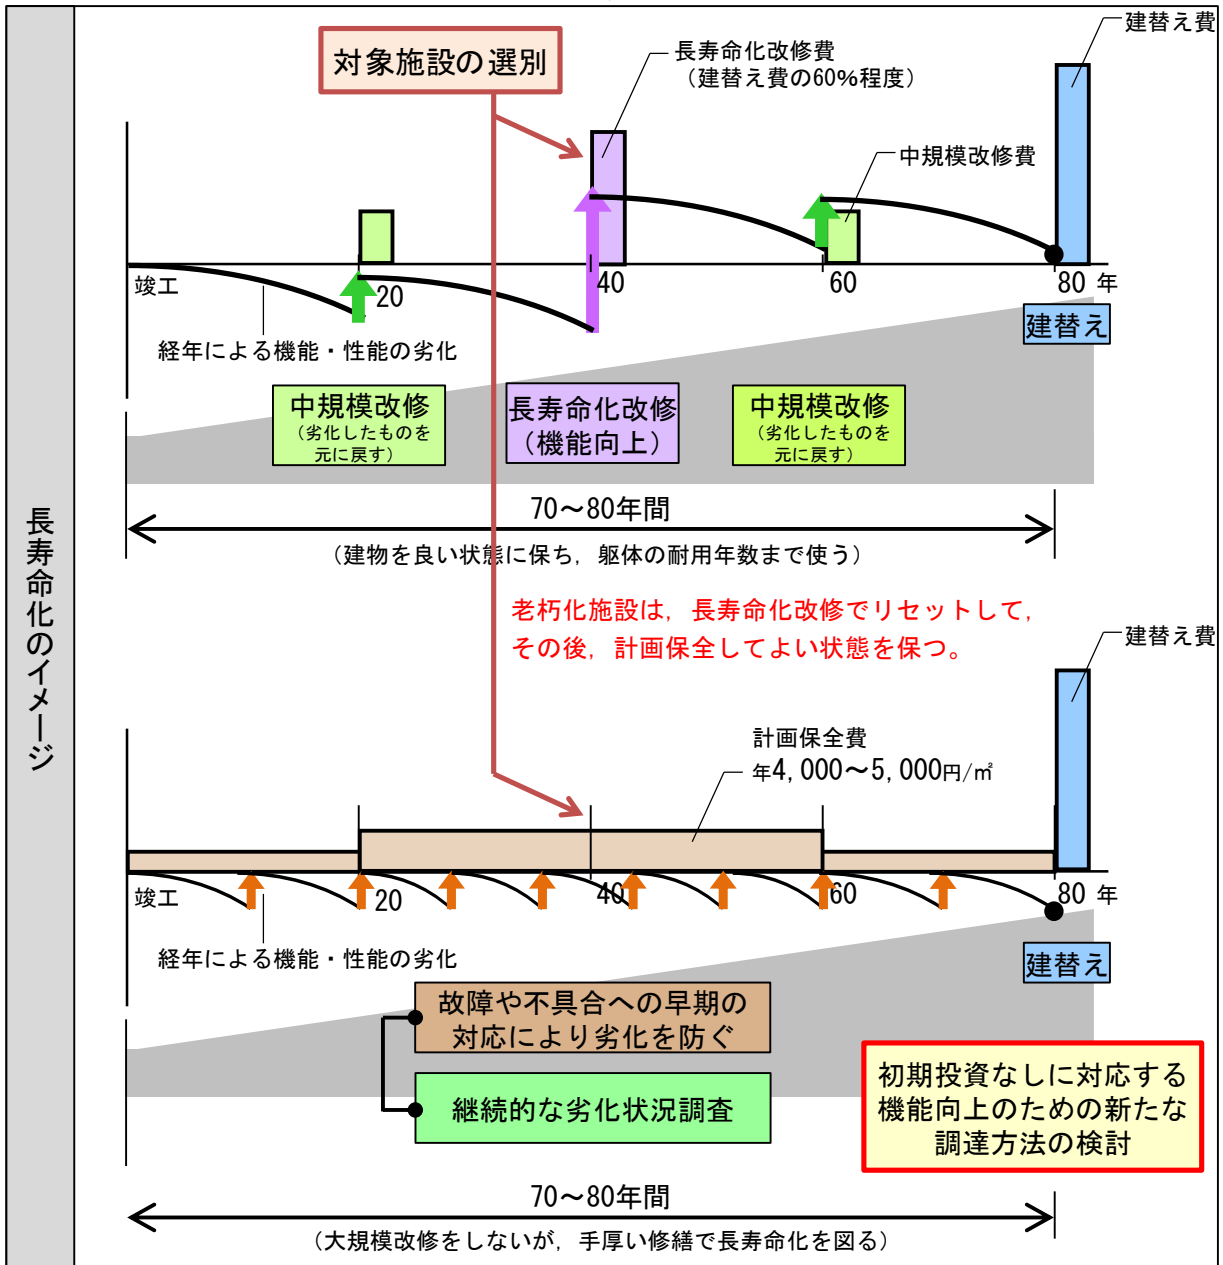 長寿命化のイメージ
対象施設の選別
長寿命化改修費
（建替え費の60%程度）
建替え費
中規模改修費
竣工
20
40
60
80 年
経年による機能・性能の劣化
建替え
中規模改修
（劣化したものを
元に戻す）
長寿命化改修
（機能向上）
中規模改修
（劣化したものを
元に戻す）
70～80年間
（建物を良い状態に保ち，躯体の耐用年数まで使う）
老朽化施設は，長寿命化改修でリセットして，
その後，計画保全してよい状態を保つ。
建替え費
計画保全費
年4,000～5,000円/㎡
竣工
20
40
60
80 年
経年による機能・性能の劣化
建替え
故障や不具合への早期の
対応により劣化を防ぐ
継続的な劣化状況調査
初期投資なしに対応する
機能向上のための新たな
調達方法の検討
70～80年間
（大規模改修をしないが，手厚い修繕で長寿命化を図る）